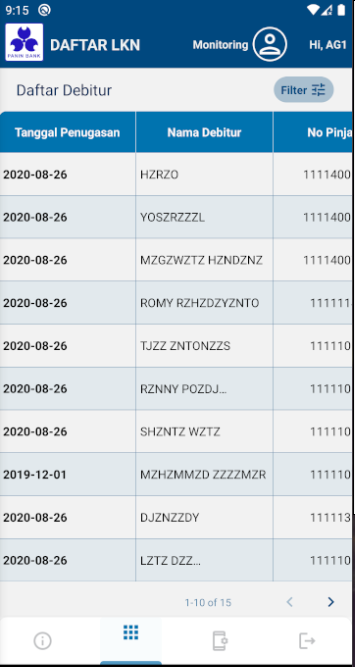 9:15
PANIN BANK
DAFTAR LKN
Monitoring
Hi, AG1
Daftar Debitur
Filter
Tanggal Penugasan Nama Debitur No Pinja
2020-08-26 HZRZO 1111400
2020-08-26 YOSZRZZZL 1111400
2020-08-26 MZGZWZTZ HZNDZNZ 1111400
2020-08-26 ROMY RZHZDZYZNTO 111111
2020-08-26 TJZZ ZNTONZZS 111110
2020-08-26 RZNNY POZDJ... 111110
2020-08-26 SHZNTZ WZTZ 111110
2019-12-01 MZHZMMZD ZZZZMZR 111110
2020-08-26 DJZNZZDY 111113
2020-08-26 LZTZ DZZ... 111110
1-10 of 15